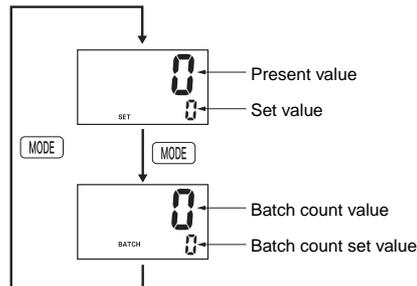 0
Present value
0
Set value
SET
MODE
MODE
0
Batch count value
BATCH
0
Batch count set value